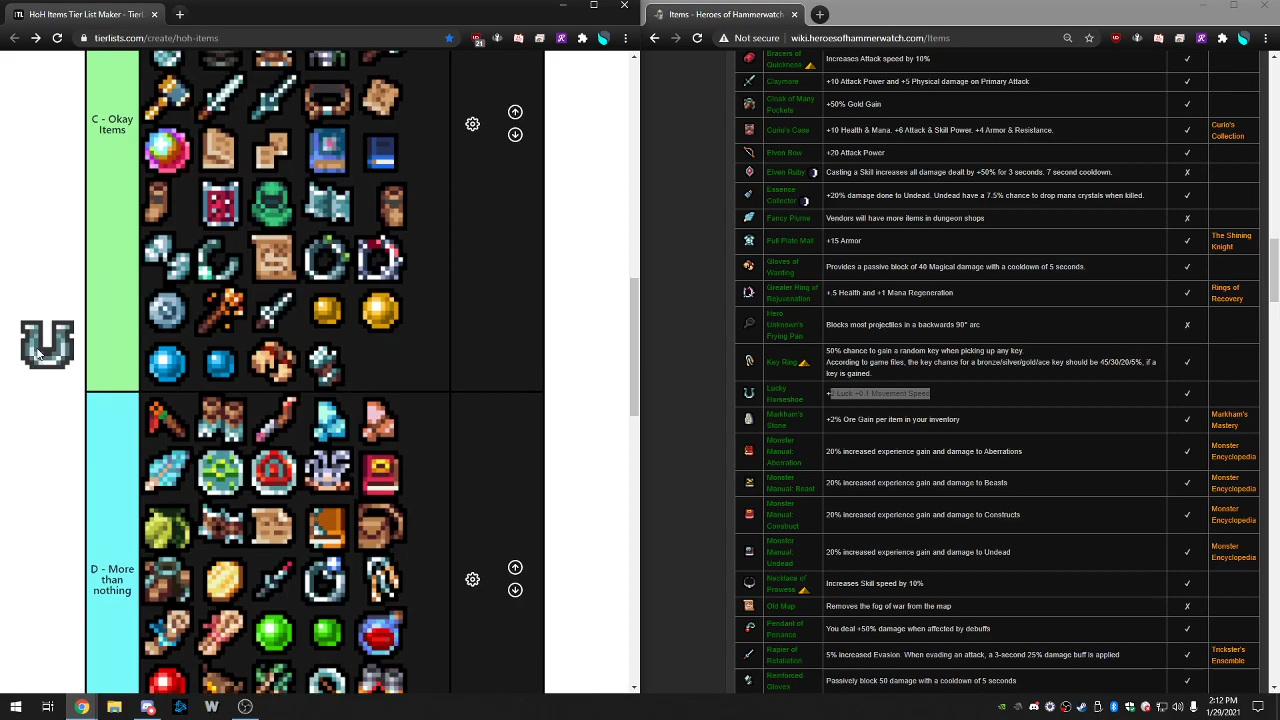 HoH Items Tier List Maker - TierL
Items - Heroes of Hammerwatch
tierlists.com/create/hoh-items
21
Not secure
wiki.heroesofhammerwatch.com/Items
C - Okay
Items
D - More
than
nothing
Bracers of
Quickness
Increases Attack speed by 10%
✓
Claymore
+10 Attack Power and +5 Physical damage on Primary Attack
✓
Cloak of Many
Pockets
+50% Gold Gain
✓
Curio's Case
+10 Health & Mana. +6 Attack & Skill Power. +4 Armor & Resistance.
✓
Curio's
Collection
Elven Bow
+20 Attack Power
✓
Elven Ruby
Casting a Skill increases all damage dealt by +50% for 3 seconds. 7 second cooldown.
✗
Essence
Collector
+20% damage done to Undead. Undead have a 7.5% chance to drop mana crystals when killed.
✓
Fancy Plume
Vendors will have more items in dungeon shops
✗
Full Plate Mail
+15 Armor
✓
The Shining
Knight
Gloves of
Warding
Provides a passive block of 40 Magical damage with a cooldown of 5 seconds.
✓
Greater Ring of
Rejuvenation
+.5 Health and +1 Mana Regeneration
✓
Rings of
Recovery
Hero
Unknown's
Frying Pan
Blocks most projectiles in a backwards 90° arc
✗
Key Ring
50% chance to gain a random key when picking up any key.
According to game files, the key chance for a bronze/silver/gold/ace key should be 45/30/20/5%, if a
key is gained.
✓
Lucky
Horseshoe
+2 Luck +0.1 Movement Speed
✓
Markham's
Stone
+2% Ore Gain per item in your inventory
✓
Markham's
Mastery
Monster
Manual:
Aberration
20% increased experience gain and damage to Aberrations
✓
Monster
Encyclopedia
Monster
Manual: Beast
20% increased experience gain and damage to Beasts
✓
Monster
Encyclopedia
Monster
Manual:
Construct
20% increased experience gain and damage to Constructs
✓
Monster
Encyclopedia
Monster
Manual:
Undead
20% increased experience gain and damage to Undead
✓
Monster
Encyclopedia
Necklace of
Prowess
Increases Skill speed by 10%
✓
Old Map
Removes the fog of war from the map
✗
Pendant of
Penance
You deal +50% damage when affected by debuffs
✓
Rapier of
Retaliation
5% increased Evasion. When evading an attack, a 3-second 25% damage buff is applied
✓
Trickster's
Ensemble
Reinforced
Gloves
Passively block 50 damage with a cooldown of 5 seconds
✓
2:12 PM
1/29/2021